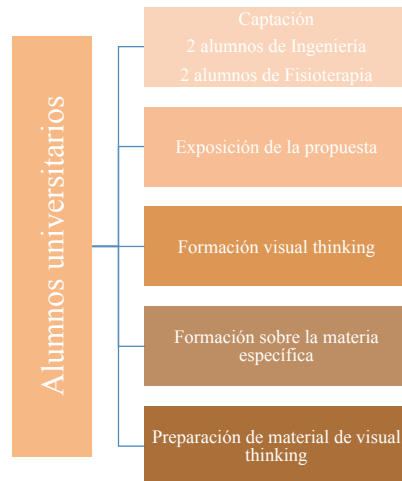 Alumnos universitarios
Captación
2 alumnos de Ingeniería
2 alumnos de Fisioterapia
Exposición de la propuesta
Formación visual thinking
Formación sobre la materia
específica
Preparación de material de visual
thinking